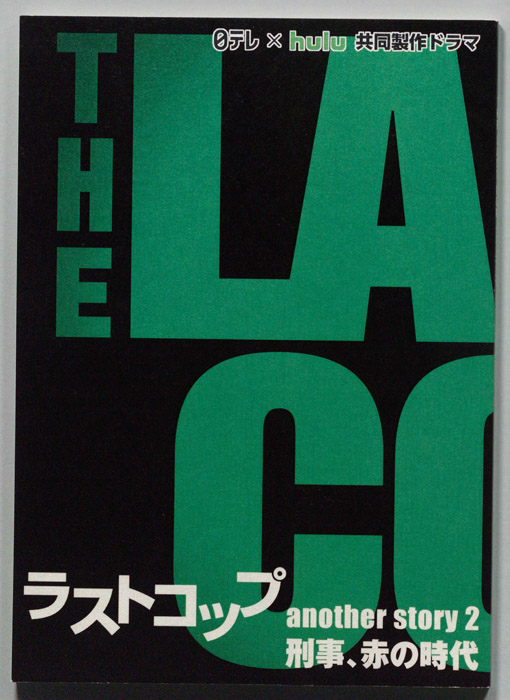 日テレ × hulu 共同製作ドラマ
THE
LA
CO
ラストコップ
another story 2
刑事、赤の時代